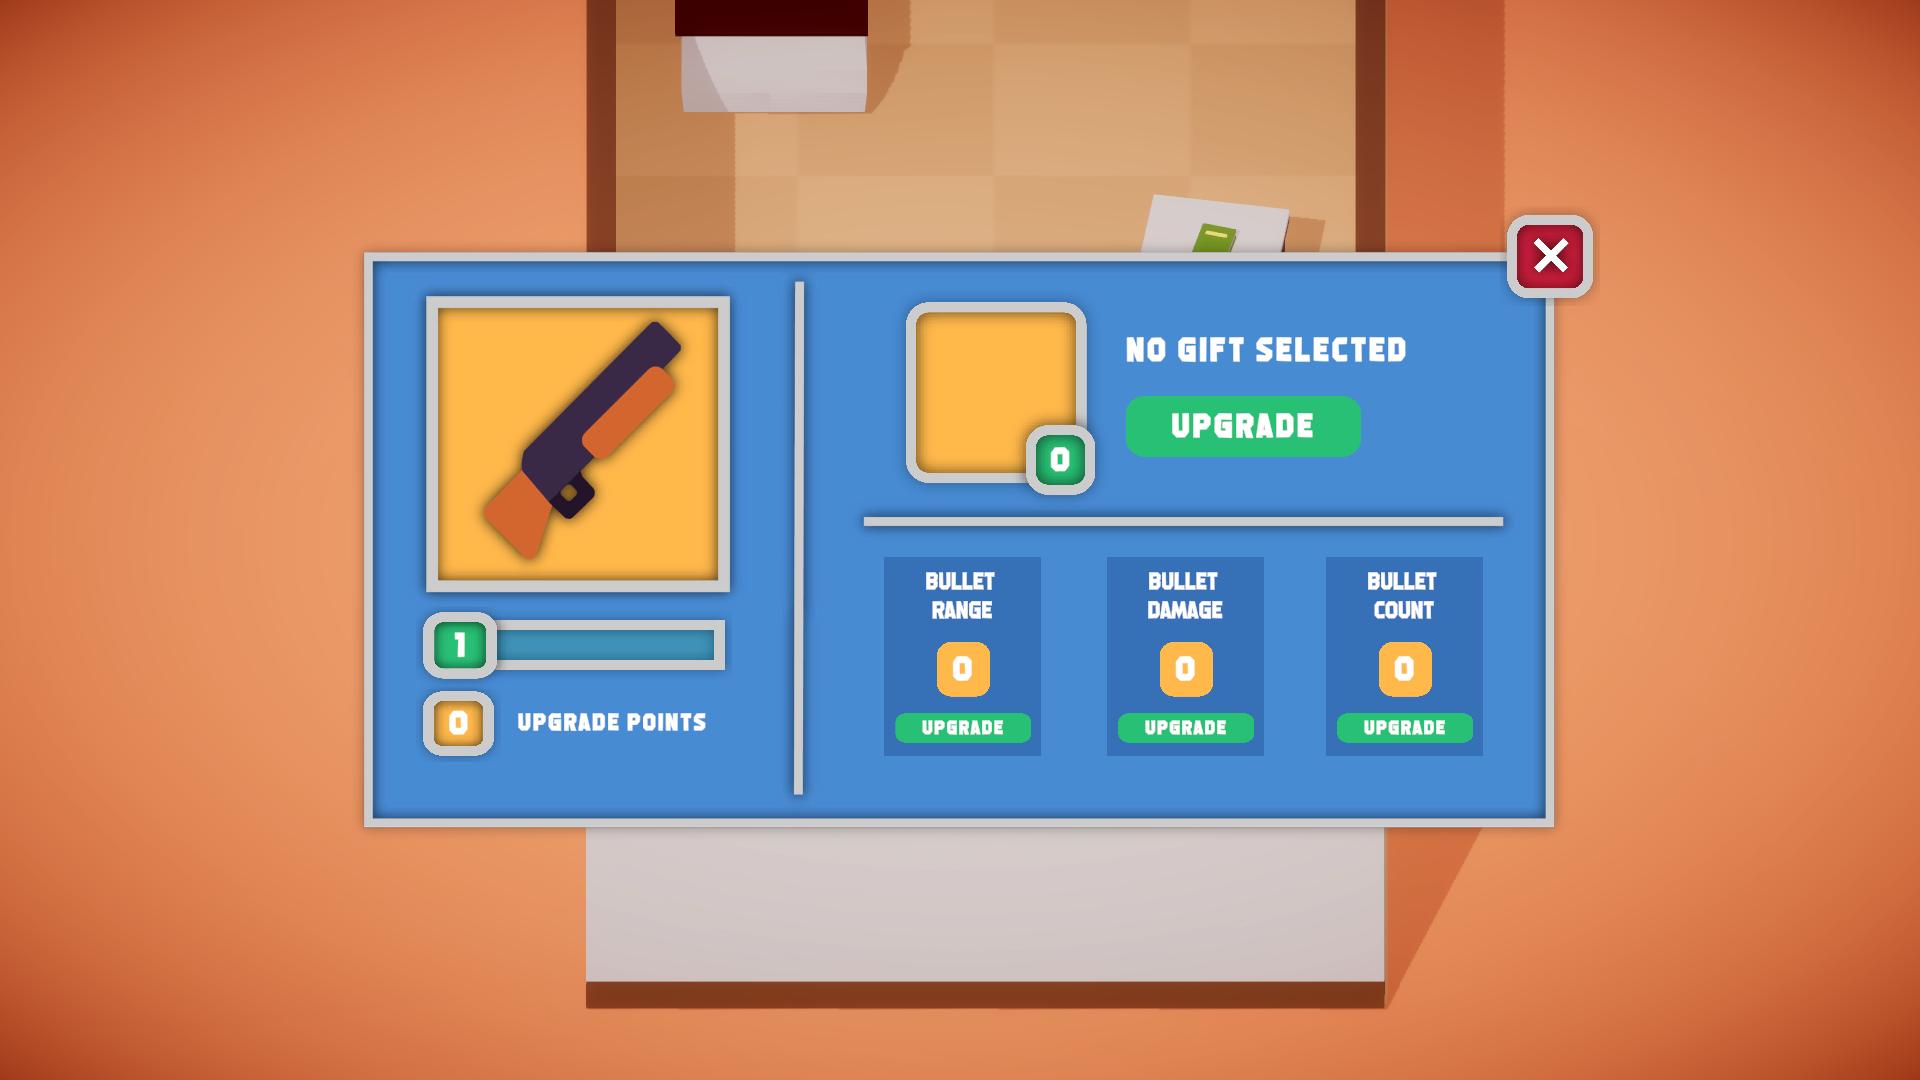 NO GIFT SELECTED
UPGRADE
0
BULLET
RANGE
0
UPGRADE
BULLET
DAMAGE
0
UPGRADE
BULLET
COUNT
0
UPGRADE
1
0 UPGRADE POINTS